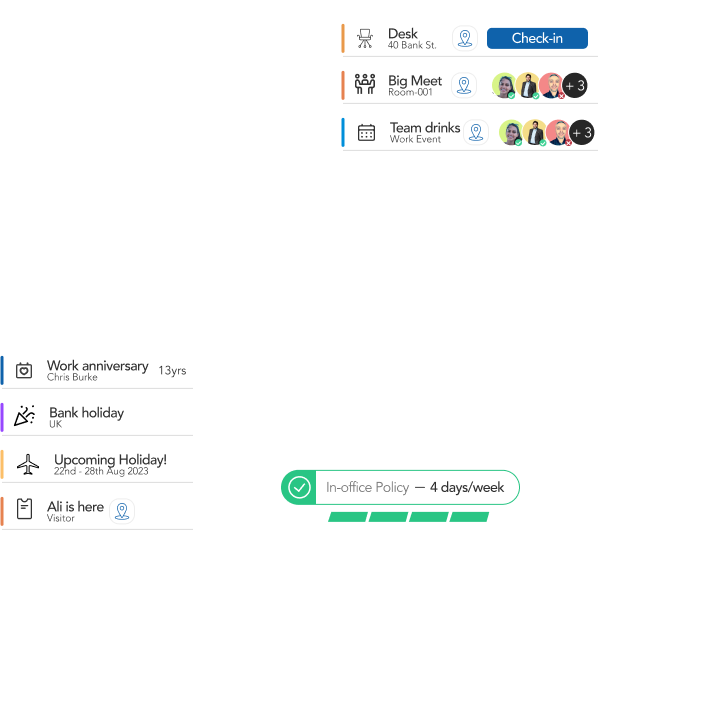 Desk
40 Bank St.
Check-in
Big Meet
Room-001
+ 3
Team drinks
Work Event
+ 3
Work anniversary
Chris Burke
13yrs
Bank holiday
UK
Upcoming Holiday!
22nd - 28th Aug 2023
Ali is here
Visitor
In-office Policy — 4 days/week